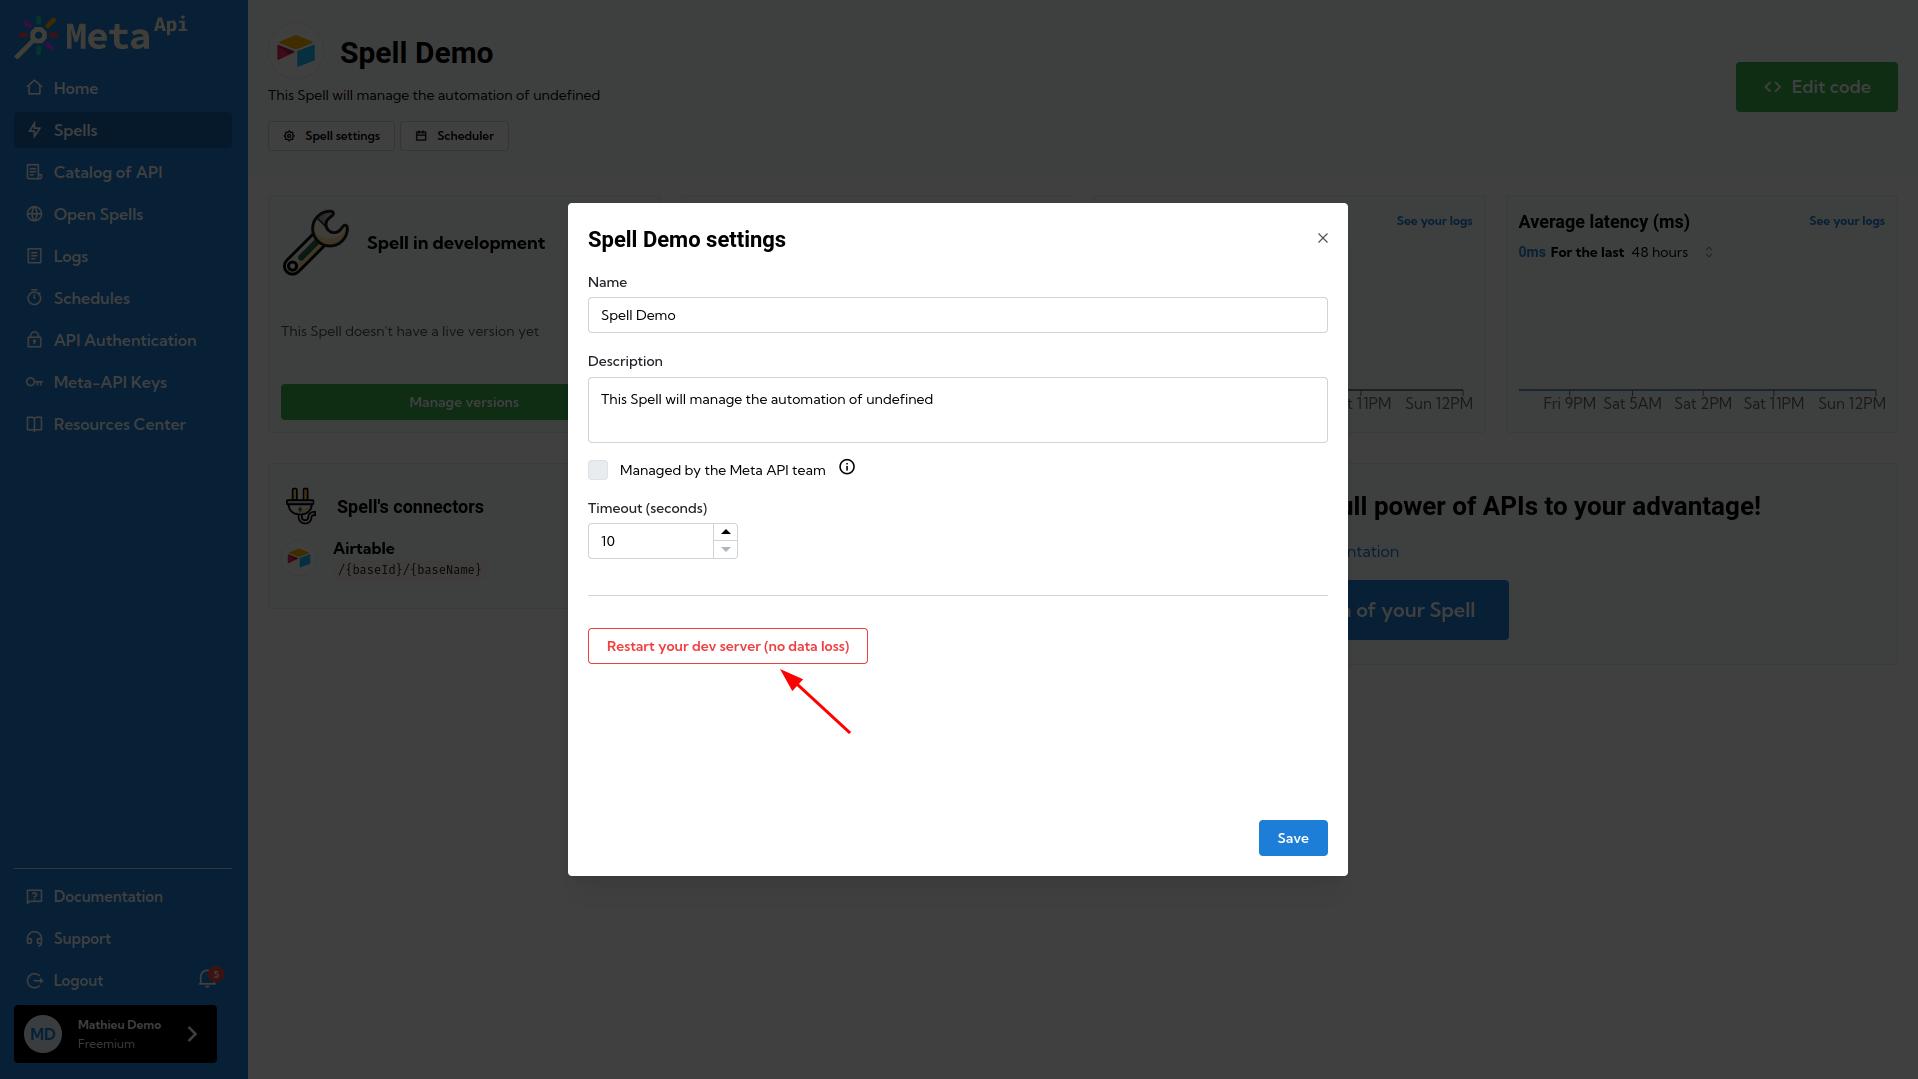 Meta Api
Home
Spells
Catalog of API
Open Spells
Logs
Schedules
API Authentication
Meta-API Keys
Resources Center
Documentation
Support
Logout
5
MD
Mathieu Demo
Freemium
Spell Demo
This Spell will manage the automation of undefined
Spell settings
Scheduler
<> Edit code
Spell in development
This Spell doesn't have a live version yet
Manage versions
Spell's connectors
Airtable
/{baseId}/{baseName}
Spell Demo settings
Name
Spell Demo
Description
This Spell will manage the automation of undefined
Managed by the Meta API team
Timeout (seconds)
10
Restart your dev server (no data loss)
Save
See your logs
11PM Sun 12PM
Average latency (ms)
See your logs
0ms For the last 48 hours
Fri 9PM Sat 5AM Sat 2PM Sat 11PM Sun 12PM
power of APIs to your advantage!
of your Spell